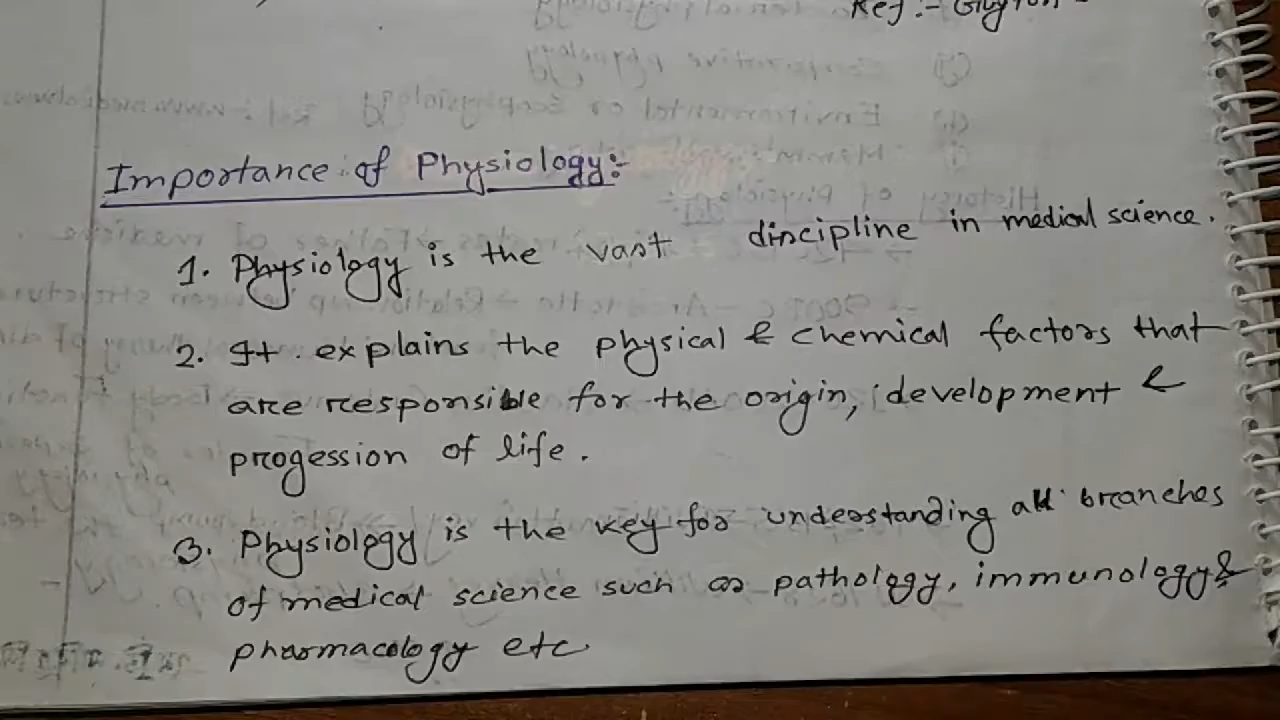 Ref :- Guyton -
Importance of Physiology :-
1. Physiology is the vast discipline in medical science.
2. It explains the physical & chemical factors that
are responsible for the origin, development &
progession of life.
3. Physiology is the key for understanding all branches
of medical science such as pathology, immunology &
pharmacology etc